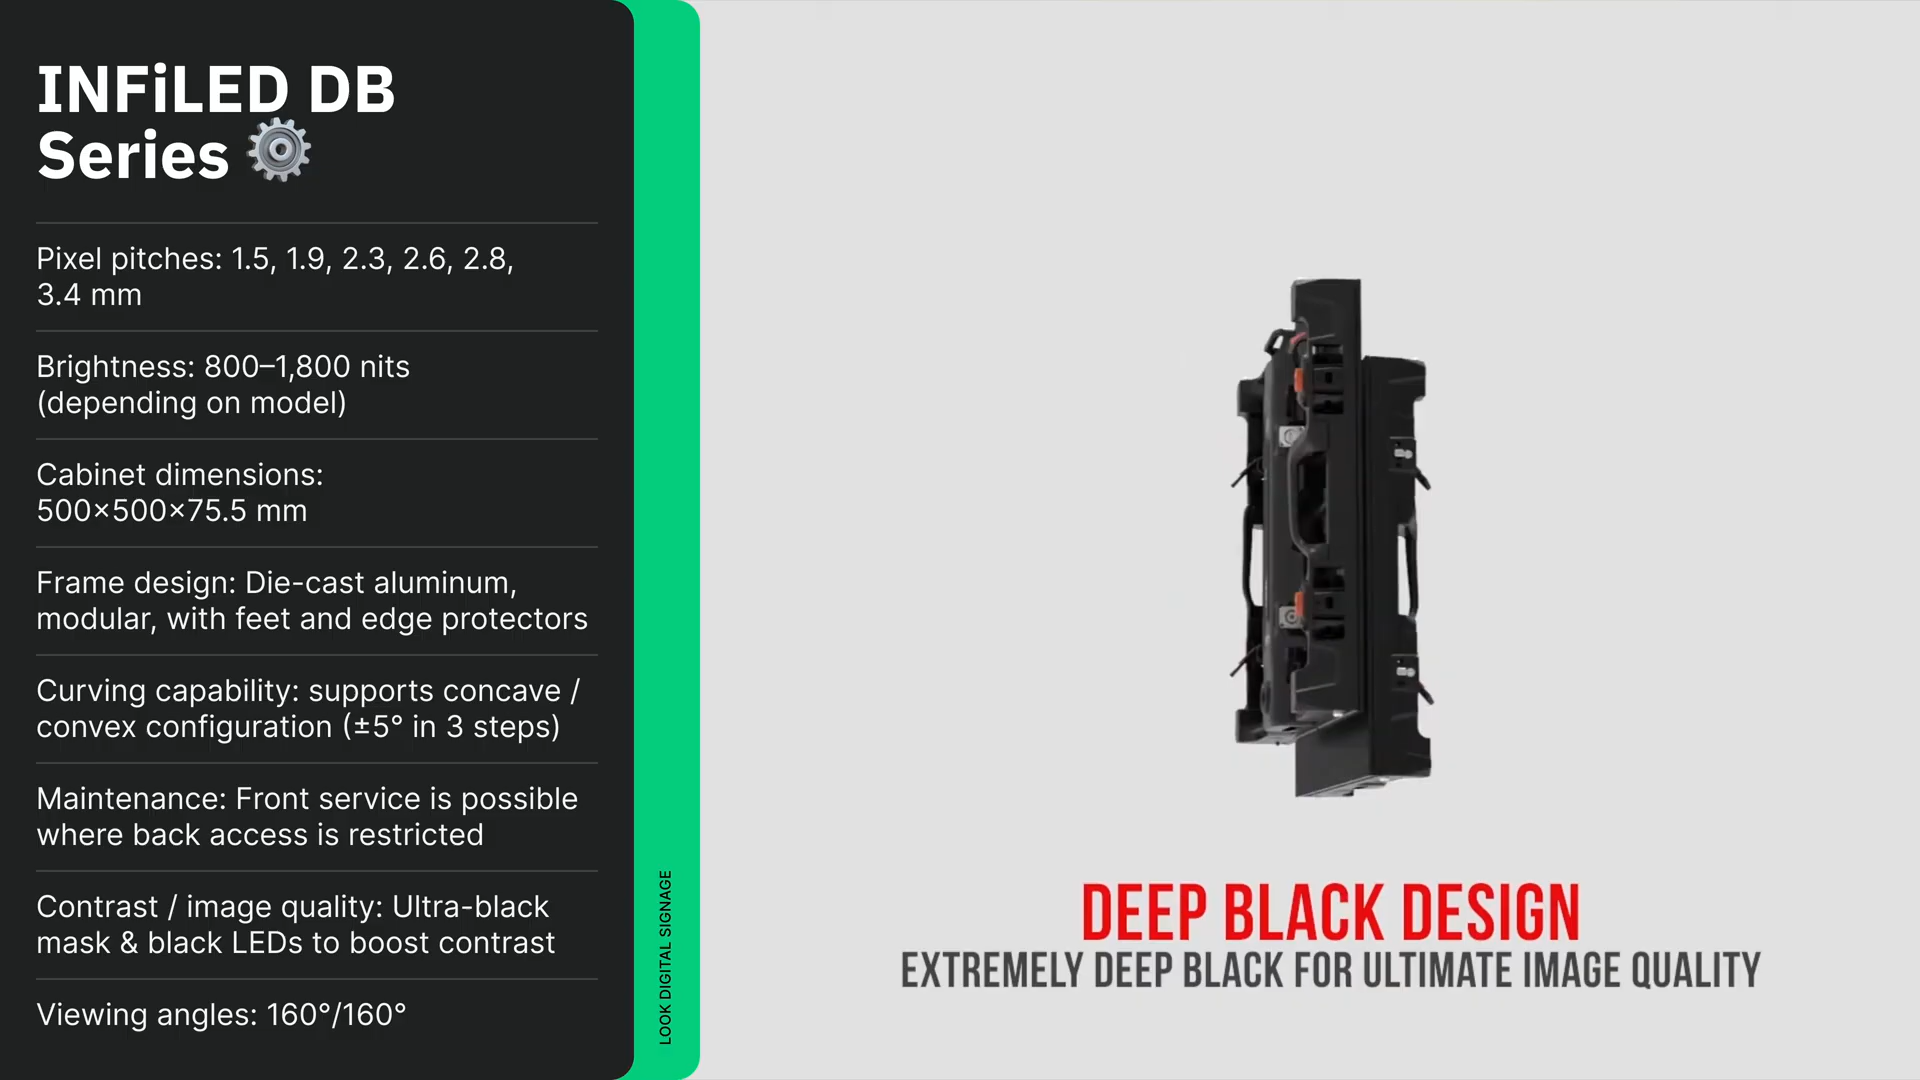 INFiLED DB
Series
Pixel pitches: 1.5, 1.9, 2.3, 2.6, 2.8,
3.4 mm
Brightness: 800–1,800 nits
(depending on model)
Cabinet dimensions:
500×500×75.5 mm
Frame design: Die-cast aluminum,
modular, with feet and edge protectors
Curving capability: supports concave /
convex configuration (±5° in 3 steps)
Maintenance: Front service is possible
where back access is restricted
Contrast / image quality: Ultra-black
mask & black LEDs to boost contrast
Viewing angles: 160°/160°
LOOK DIGITAL SIGNAGE
DEEP BLACK DESIGN
EXTREMELY DEEP BLACK FOR ULTIMATE IMAGE QUALITY